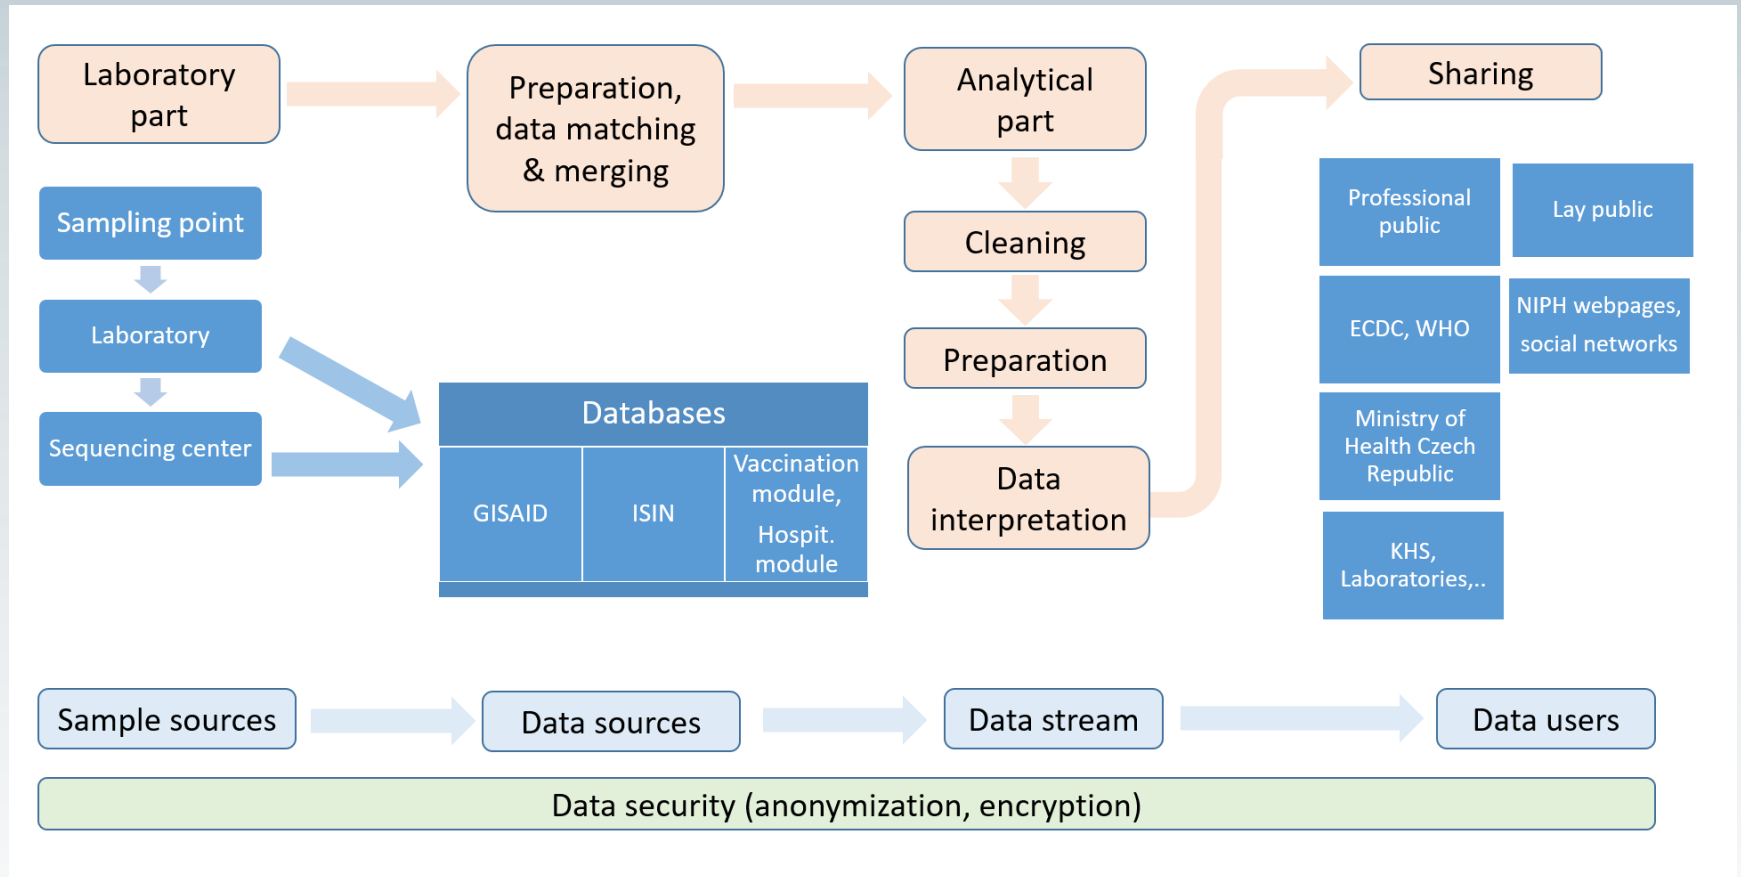 Laboratory
part
Preparation,
data matching
& merging
Analytical
part
Sharing
Sampling point
Laboratory
Sequencing center
Databases
GISAID
ISIN
Vaccination
module,
Hospit.
module
Cleaning
Preparation
Data
interpretation
Professional
public
Lay public
ECDC, WHO
NIPH webpages,
social networks
Ministry of
Health Czech
Republic
KHS,
Laboratories,..
Sample sources
Data sources
Data stream
Data users
Data security (anonymization, encryption)